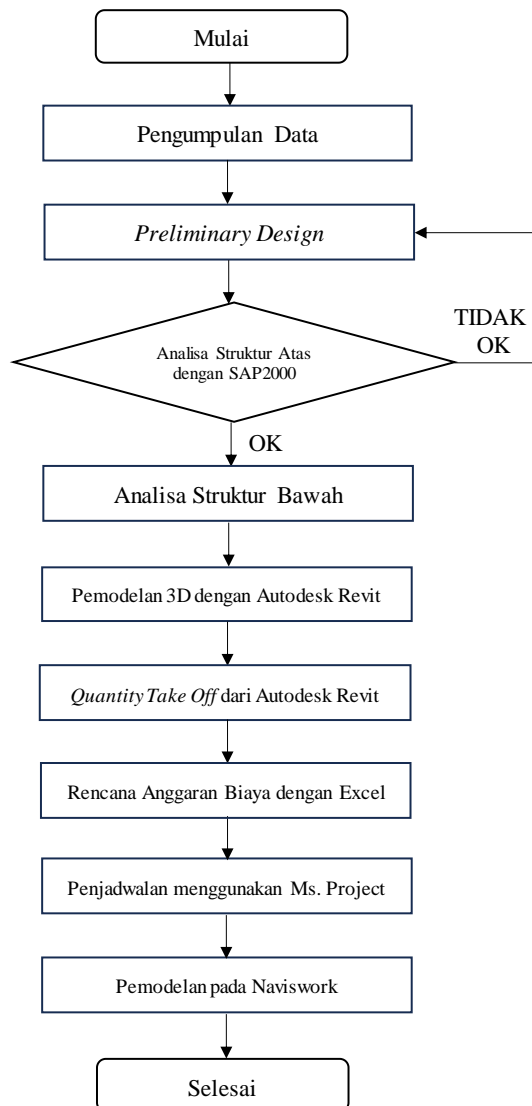 Mulai
Pengumpulan Data
Preliminary Design
TIDAK
OK
Analisa Struktur Atas
dengan SAP2000
OK
Analisa Struktur Bawah
Pemodelan 3D dengan Autodesk Revit
Quantity Take Off dari Autodesk Revit
Rencana Anggaran Biaya dengan Excel
Penjadwalan menggunakan Ms. Project
Pemodelan pada Naviswork
Selesai